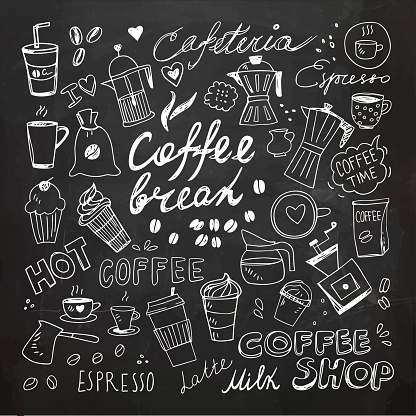 Cafeteria
I
Espresso
Coffee
break
COFFEE
TIME
COFFEE
HOT
COFFEE
COFFEE
SHOP
ESPRESSO
Latte
Milk